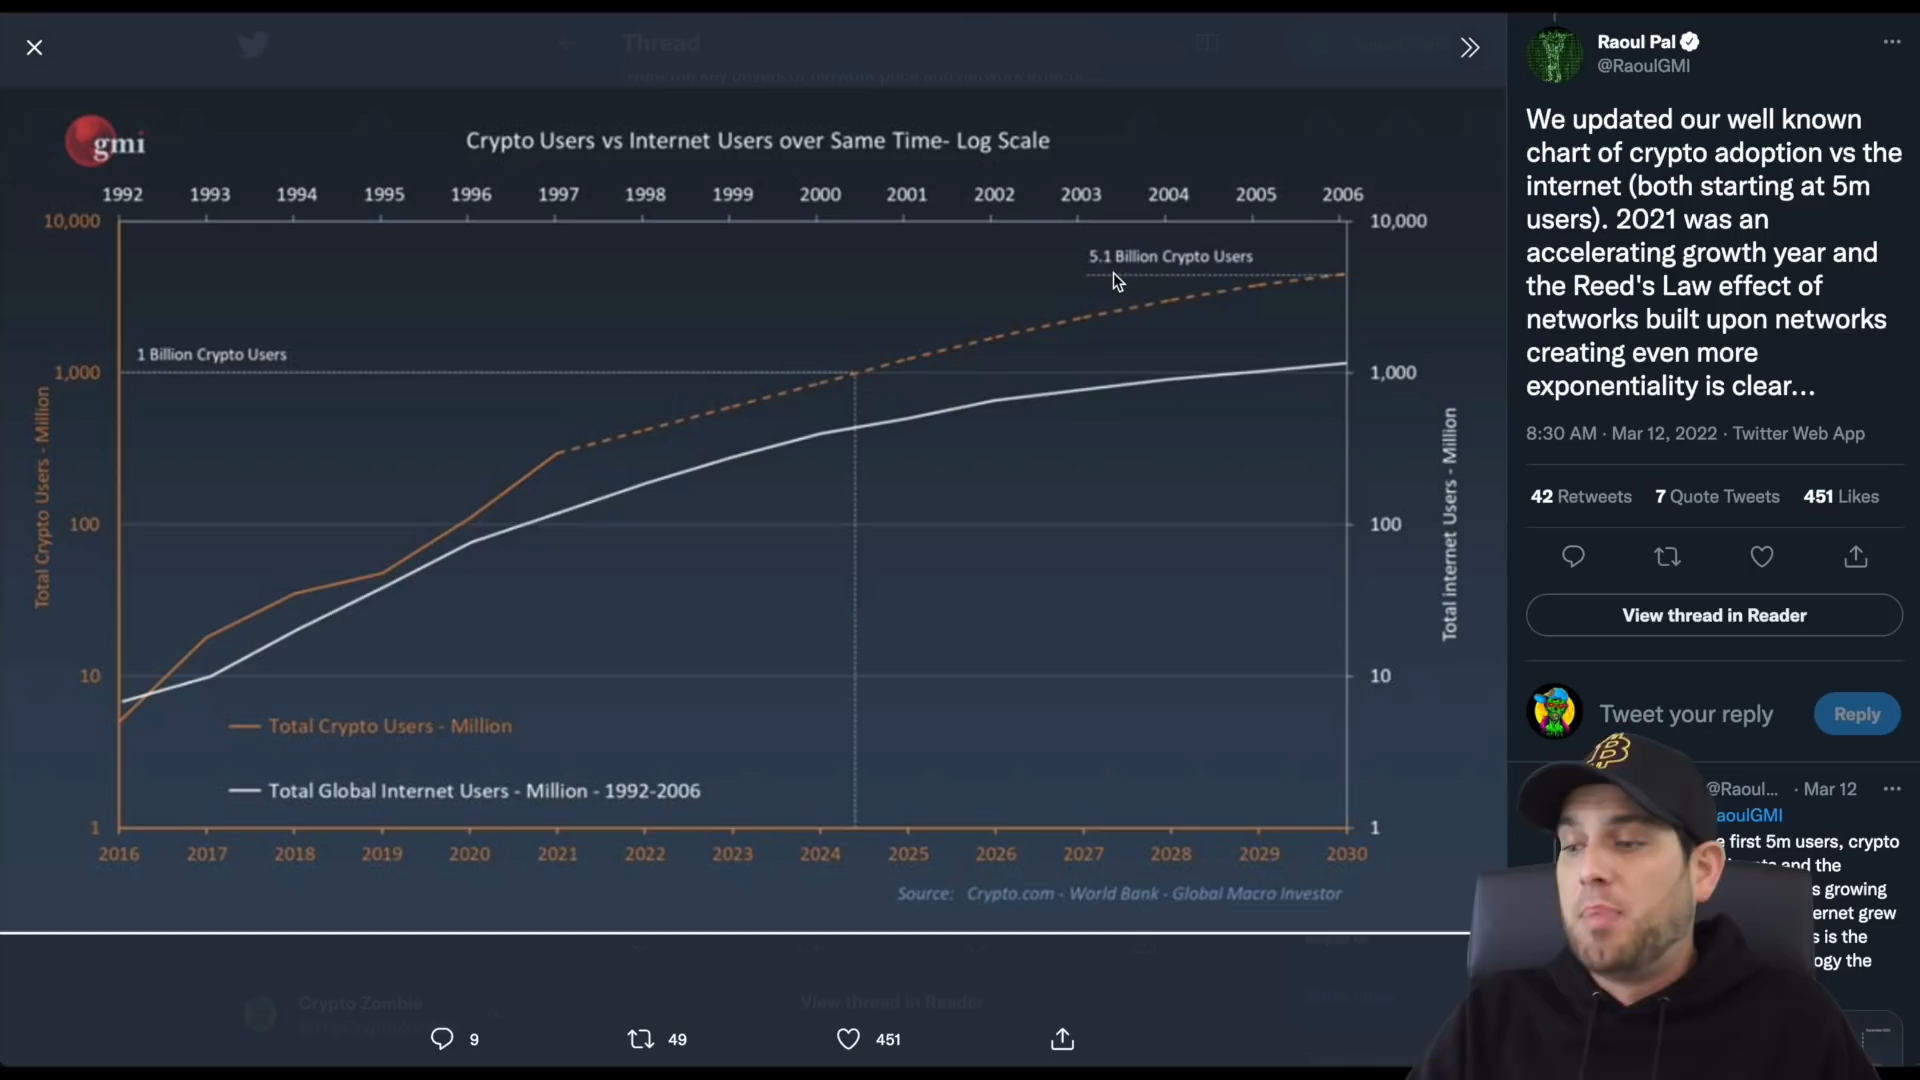 Thread
gmi
Crypto Users vs Internet Users over Same Time- Log Scale
1992 1993 1994 1995 1996 1997 1998 1999 2000 2001 2002 2003 2004 2005 2006
10,000
10,000
5.1 Billion Crypto Users
1 Billion Crypto Users
1,000
1,000
Total Crypto Users - Million
Total internet Users - Million
100
100
10
10
Total Crypto Users - Million
Total Global Internet Users - Million - 1992-2006
1
1
2016 2017 2018 2019 2020 2021 2022 2023 2024 2025 2026 2027 2028 2029 2030
Source: Crypto.com - World Bank - Global Macro Investor
Crypto Zombie
View thread in Reader
9 49 451
Raoul Pal
@RaoulGMI
We updated our well known
chart of crypto adoption vs the
internet (both starting at 5m
users). 2021 was an
accelerating growth year and
the Reed's Law effect of
networks built upon networks
creating even more
exponentiality is clear...
8:30 AM · Mar 12, 2022 · Twitter Web App
42 Retweets 7 Quote Tweets 451 Likes
View thread in Reader
Tweet your reply
Reply
@Raoul... · Mar 12
aoulGMI
e first 5m users, crypto
and the
s growing
ernet grew
s is the
ogy the